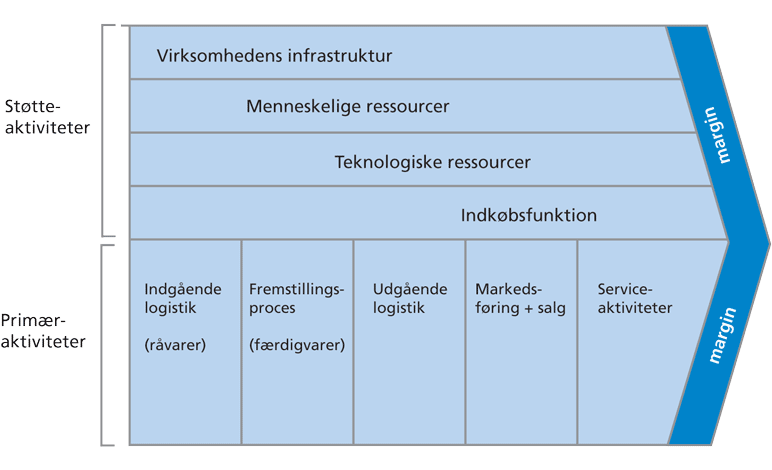 Støtte-
aktiviteter
Virksomhedens infrastruktur
Menneskelige ressourcer
Teknologiske ressourcer
Indkøbsfunktion
margin
Primær-
aktiviteter
Indgående
logistik
(råvarer)
Fremstillings-
proces
(færdigvarer)
Udgående
logistik
Markeds-
føring + salg
Service-
aktiviteter
margin